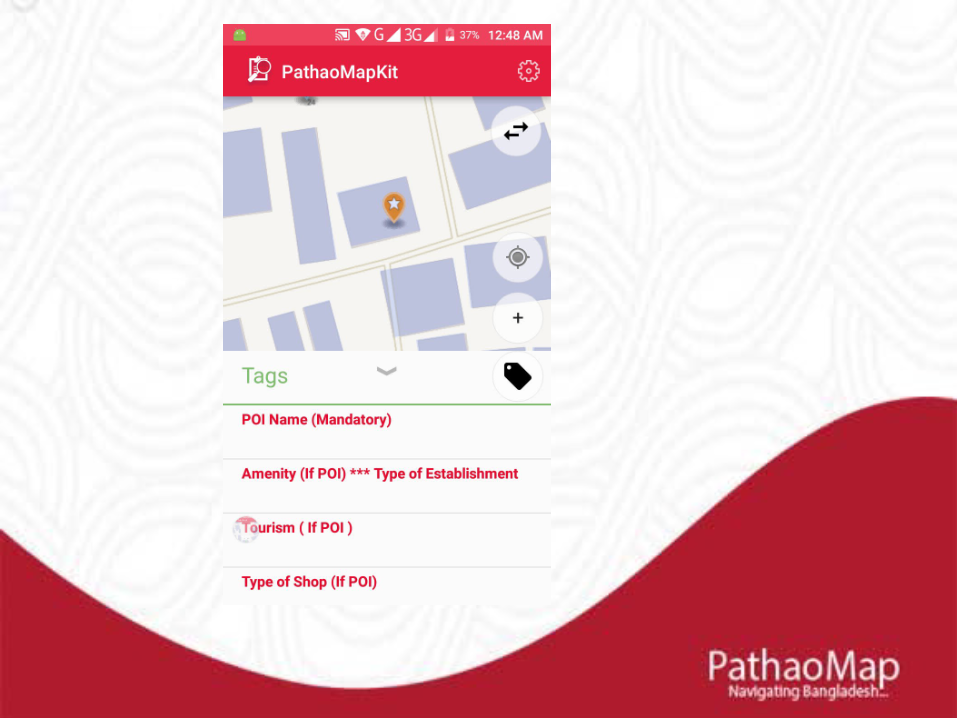 G 3G 37% 12:48 AM
PathaoMapKit
+
Tags
POI Name (Mandatory)
Amenity (If POI) *** Type of Establishment
Tourism ( If POI )
Type of Shop (If POI)
PathaoMap
Navigating Bangladesh...